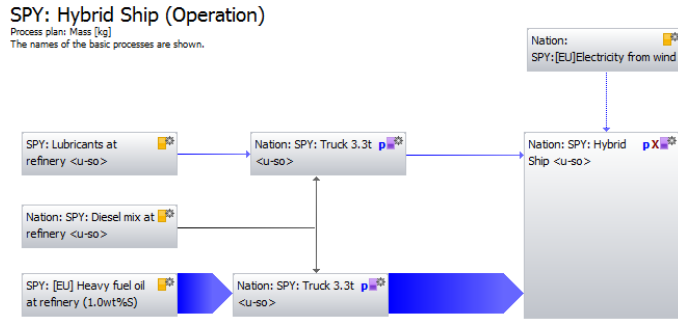 SPY: Hybrid Ship (Operation)
Process plan: Mass [kg]
The names of the basic processes are shown.
Nation:
SPY:[EU]Electricity from wind
SPY: Lubricants at
refinery <u-so>
Nation: SPY: Truck 3.3t p
<u-so>
Nation: SPY: Hybrid pX
Ship <u-so>
Nation: SPY: Diesel mix at
refinery <u-so>
SPY: [EU] Heavy fuel oil
at refinery (1.0wt%S)
Nation: SPY: Truck 3.3t p
<u-so>